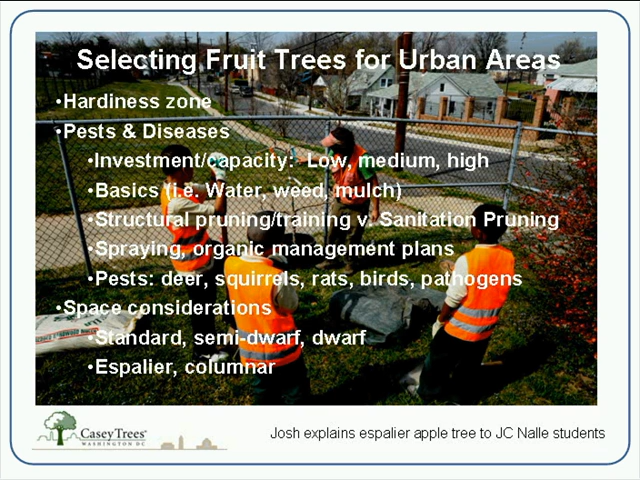 Selecting Fruit Trees for Urban Areas
•Hardiness zone
•Pests & Diseases
•Investment/capacity: Low, medium, high
•Basics (i.e. Water, weed, mulch)
•Structural pruning/training v. Sanitation Pruning
•Spraying, organic management plans
•Pests: deer, squirrels, rats, birds, pathogens
•Space considerations
•Standard, semi-dwarf, dwarf
•Espalier, columnar
Casey Trees
WASHINGTON DC
Josh explains espalier apple tree to JC Nalle students